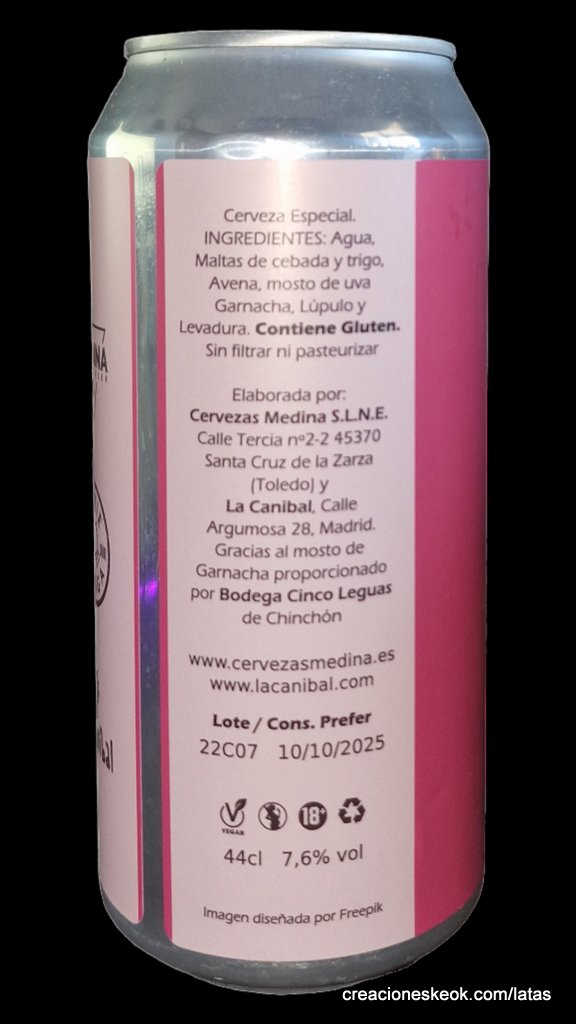 Cerveza Especial.
INGREDIENTES: Agua,
Maltas de cebada y trigo,
Avena, mosto de uva
Garnacha, Lúpulo y
Levadura. Contiene Gluten.
Sin filtrar ni pasteurizar
Elaborada por:
Cervezas Medina S.L.N.E.
Calle Tercia nº2-2 45370
Santa Cruz de la Zarza
(Toledo) y
La Canibal, Calle
Argumosa 28, Madrid.
Gracias al mosto de
Garnacha proporcionado
por Bodega Cinco Leguas
de Chinchón
www.cervezasmedina.es
www.lacanibal.com
Lote / Cons. Prefer
22C07 10/10/2025
VEGAN
18+
44cl 7,6% vol
Imagen diseñada por Freepik
creacioneskeok.com/latas